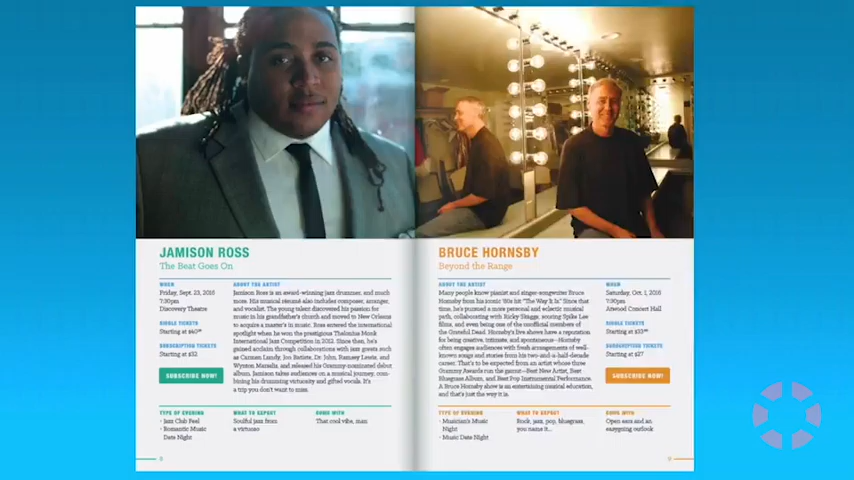 JAMISON ROSS
The Beat Goes On
WHEN
Friday, Sept. 23, 2016
7:30pm
Discovery Theatre
SINGLE TICKETS
Starting at $40
SUBSCRIPTION TICKETS
Starting at $32
SUBSCRIBE NOW!
ABOUT THE ARTIST
Jamison Ross is an award-winning jazz drummer, and much
more. His musical résumé also includes composer, arranger,
and vocalist. The young talent discovered his passion for
music in his grandfather's church and moved to New Orleans
to acquire a master's in music. Ross entered the international
spotlight when he won the prestigious Thelonious Monk
International Jazz Competition in 2012. Since then, he's
gained acclaim through collaborations with jazz greats such
as Carmen Lundy, Jon Batiste, Dr. John, Ramsey Lewis, and
Wynton Marsalis, and released his Grammy-nominated debut
album. Jamison takes audiences on a musical journey, com-
bining his drumming virtuosity and gifted vocals. It's
a trip you don't want to miss.
TYPE OF EVENING
· Jazz Club Feel
· Romantic Music
Date Night
WHAT TO EXPECT
Soulful jazz from
a virtuoso
COME WITH
That cool vibe, man
8
BRUCE HORNSBY
Beyond the Range
ABOUT THE ARTIST
Many people know pianist and singer-songwriter Bruce
Hornsby from his iconic '80s hit "The Way It Is." Since that
time, he's pursued a more personal and eclectic musical
path, collaborating with Ricky Skaggs, scoring Spike Lee
films, and even being one of the unofficial members of
the Grateful Dead. Hornsby's live shows have a reputation
for being creative, intimate, and spontaneous—Hornsby
often engages audiences with fresh arrangements of well-
known songs and stories from his two-and-a-half-decade
career. That's to be expected from an artist whose three
Grammy Awards run the gamut—Best New Artist, Best
Bluegrass Album, and Best Pop Instrumental Performance.
A Bruce Hornsby show is an entertaining musical education,
and that's just the way it is.
WHEN
Saturday, Oct. 1, 2016
7:30pm
Atwood Concert Hall
SINGLE TICKETS
Starting at $33
SUBSCRIPTION TICKETS
Starting at $27
SUBSCRIBE NOW!
TYPE OF EVENING
· Musician's Music
Night
· Music Date Night
WHAT TO EXPECT
Rock, jazz, pop, bluegrass,
you name it...
COME WITH
Open ears and an
easygoing outlook
9